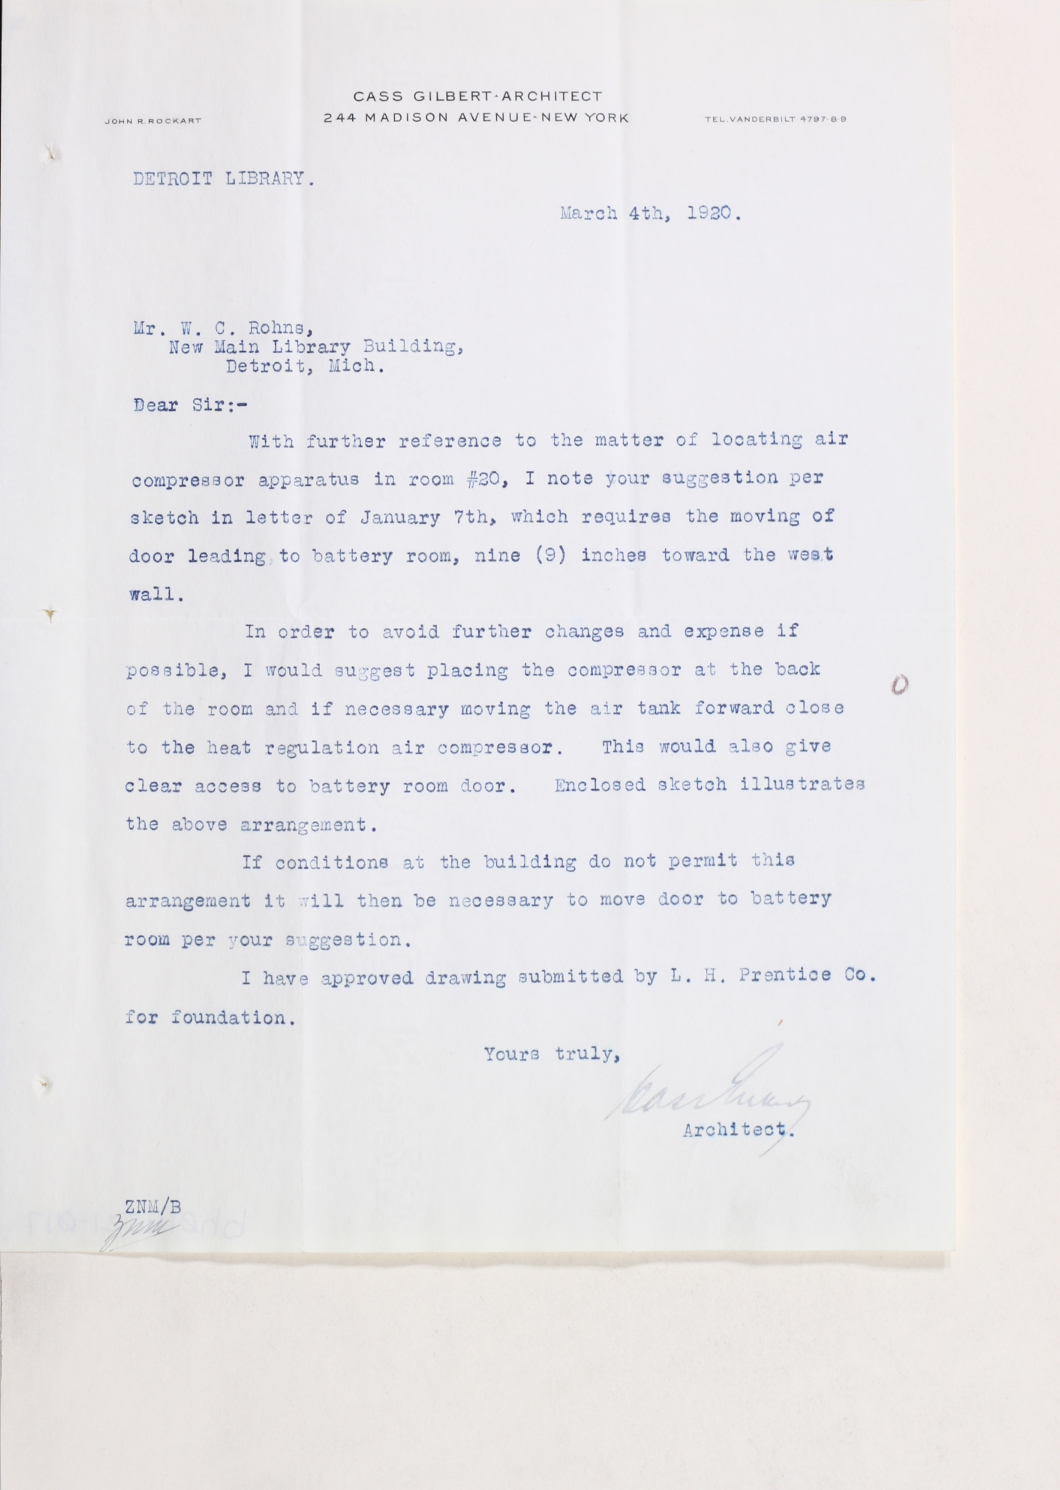 CASS GILBERT-ARCHITECT
JOHN R. ROCKART 244 MADISON AVENUE-NEW YORK TEL. VANDERBILT 4797-8-9
DETROIT LIBRARY.
March 4th, 1920.
Mr. W. C. Rohns,
New Main Library Building,
Detroit, Mich.
Dear Sir:-
With further reference to the matter of locating air
compressor apparatus in room #20, I note your suggestion per
sketch in letter of January 7th, which requires the moving of
door leading to battery room, nine (9) inches toward the west
wall.
In order to avoid further changes and expense if
possible, I would suggest placing the compressor at the back
of the room and if necessary moving the air tank forward close
to the heat regulation air compressor. This would also give
clear access to battery room door. Enclosed sketch illustrates
the above arrangement.
If conditions at the building do not permit this
arrangement it will then be necessary to move door to battery
room per your suggestion.
I have approved drawing submitted by L. H. Prentice Co.
for foundation.
Yours truly,
Cass Gilbert
Architect.
ZNM/B
znm